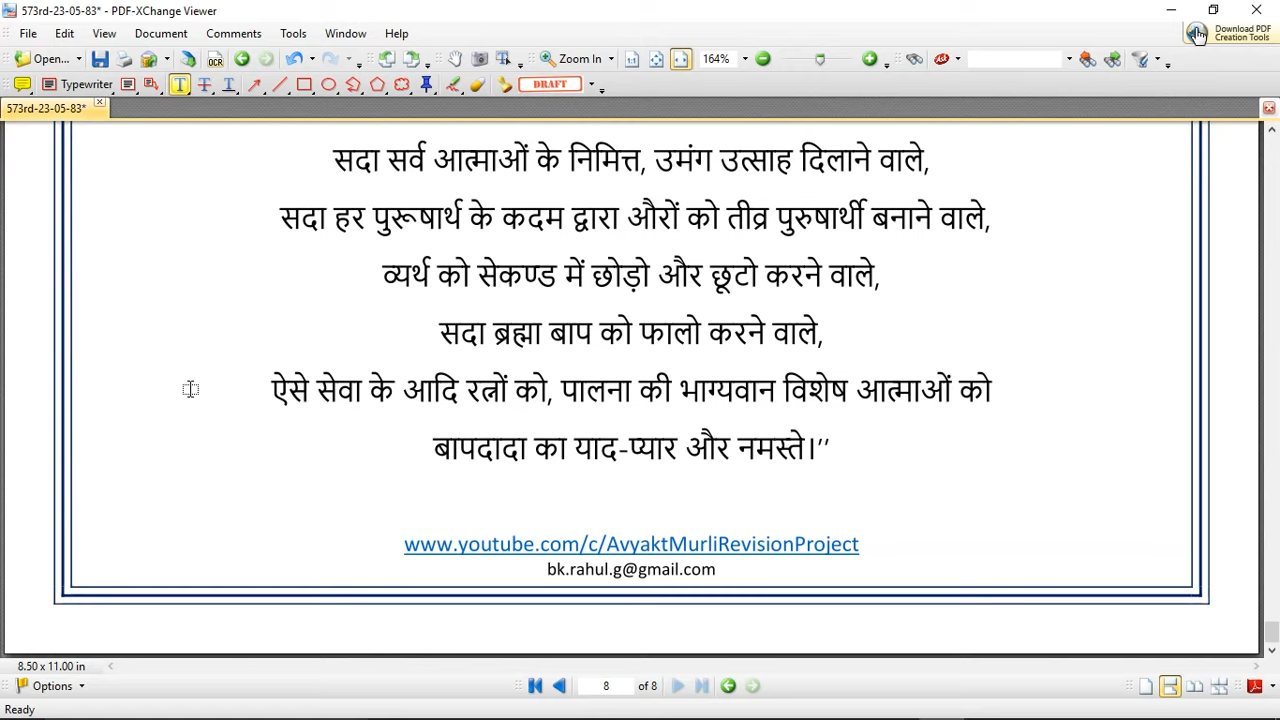 573rd-23-05-83* - PDF-XChange Viewer
File Edit View Document Comments Tools Window Help
Download PDF
Creation Tools
Open... OCR Zoom In 164%
Typewriter DRAFT
573rd-23-05-83*
सदा सर्व आत्माओं के निमित्त, उमंग उत्साह दिलाने वाले,
सदा हर पुरूषार्थ के कदम द्वारा औरों को तीव्र पुरुषार्थी बनाने वाले,
व्यर्थ को सेकण्ड में छोड़ो और छूटो करने वाले,
सदा ब्रह्मा बाप को फालो करने वाले,
ऐसे सेवा के आदि रत्नों को, पालना की भाग्यवान विशेष आत्माओं को
बापदादा का याद-प्यार और नमस्ते।’’
www.youtube.com/c/AvyaktMurliRevisionProject
bk.rahul.g@gmail.com
8.50 x 11.00 in
Options 8 of 8
Ready